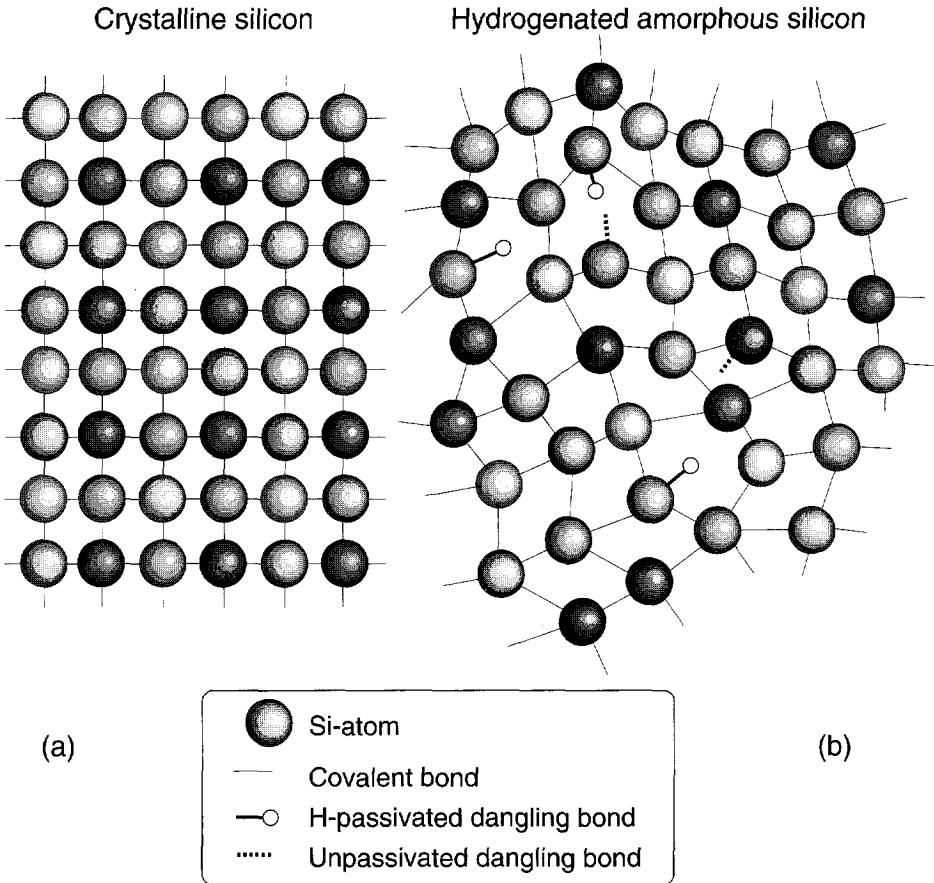 Crystalline silicon
Hydrogenated amorphous silicon
(a)
(b)
Si-atom
Covalent bond
H-passivated dangling bond
Unpassivated dangling bond